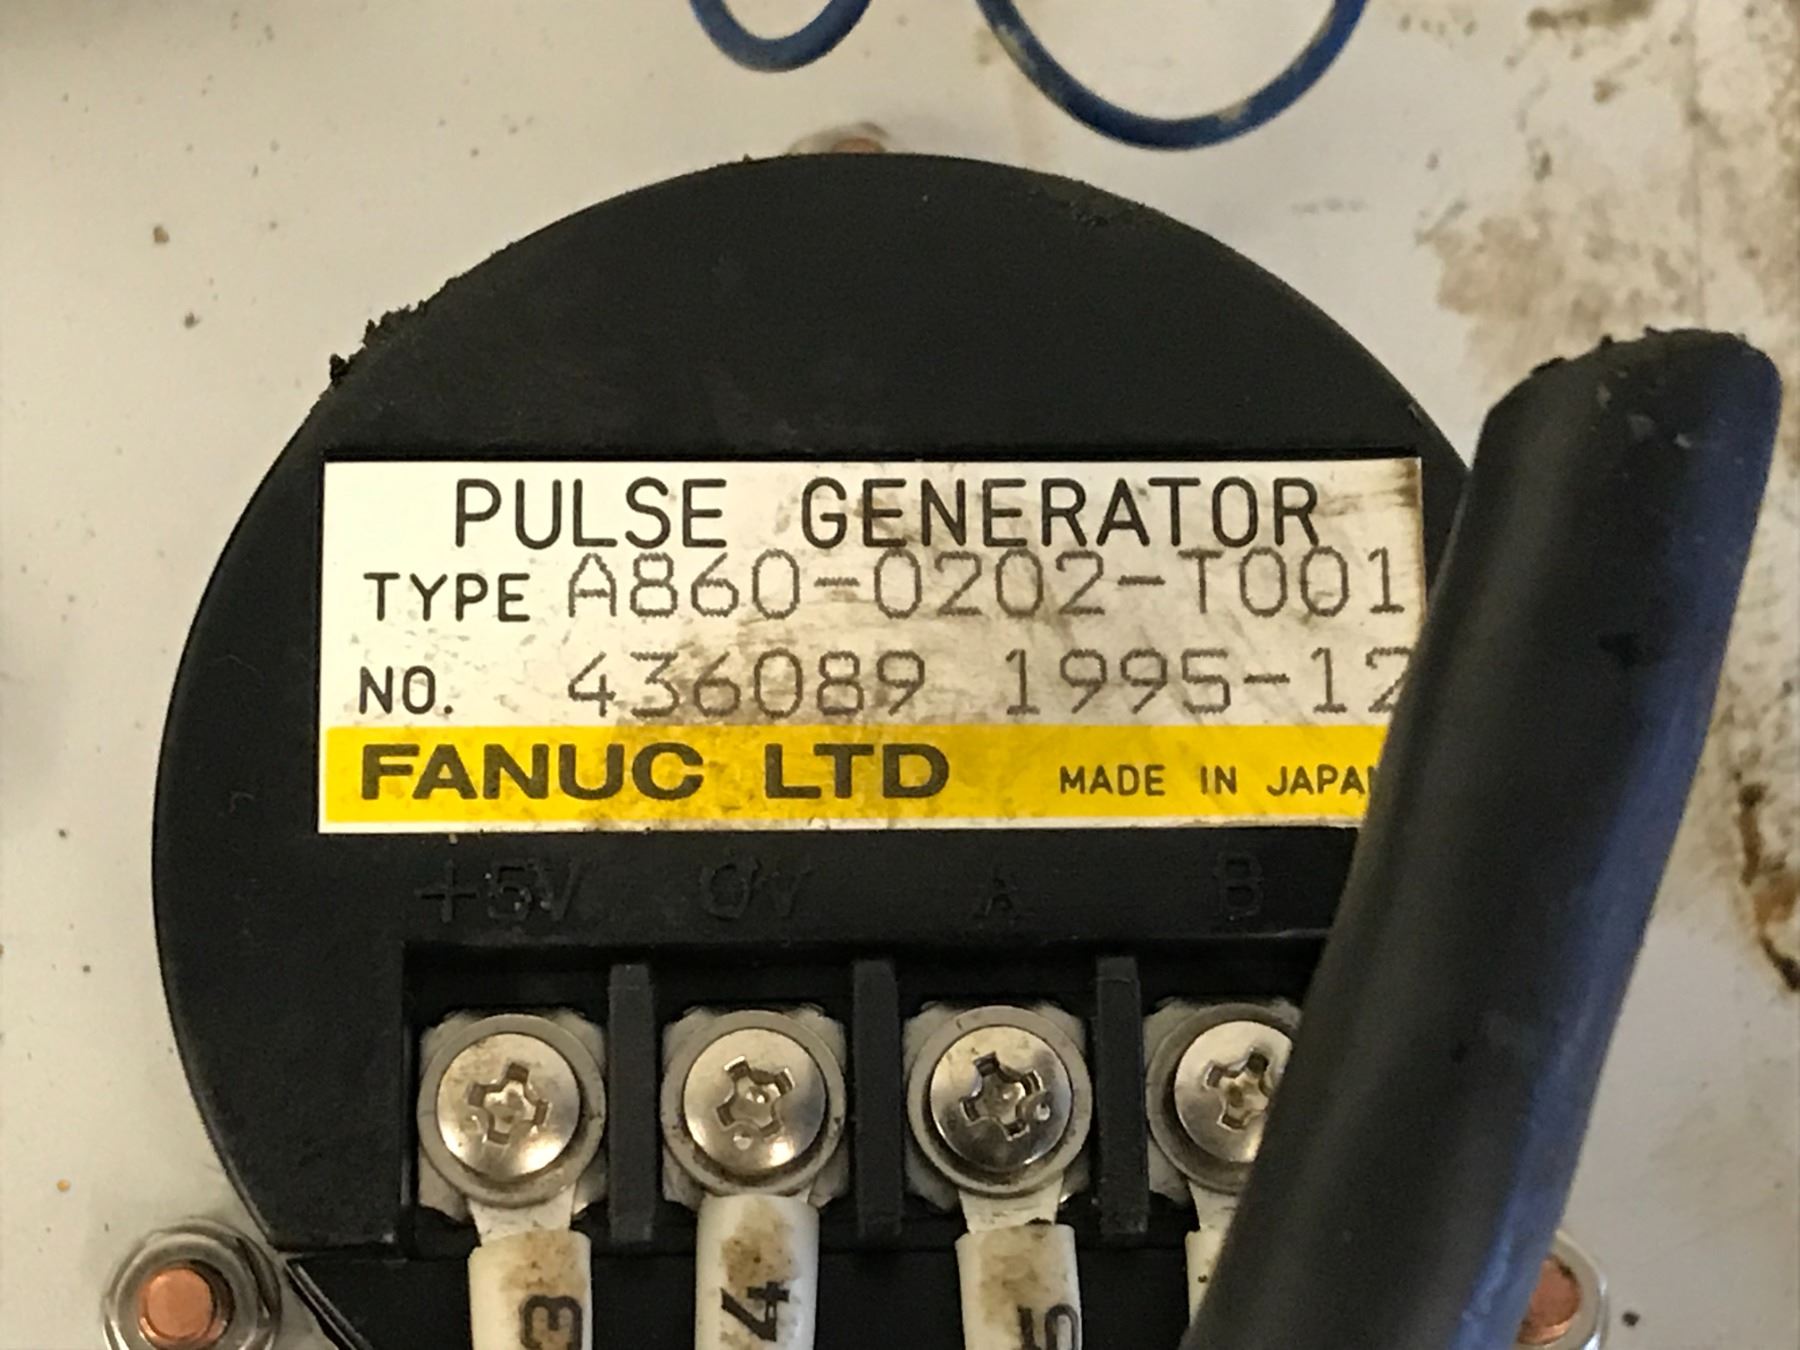 PULSE GENERATOR
TYPE A860-0202-T001
NO. 436089 1995-12
FANUC LTD MADE IN JAPAN
+5V 0V A B
3 4 5